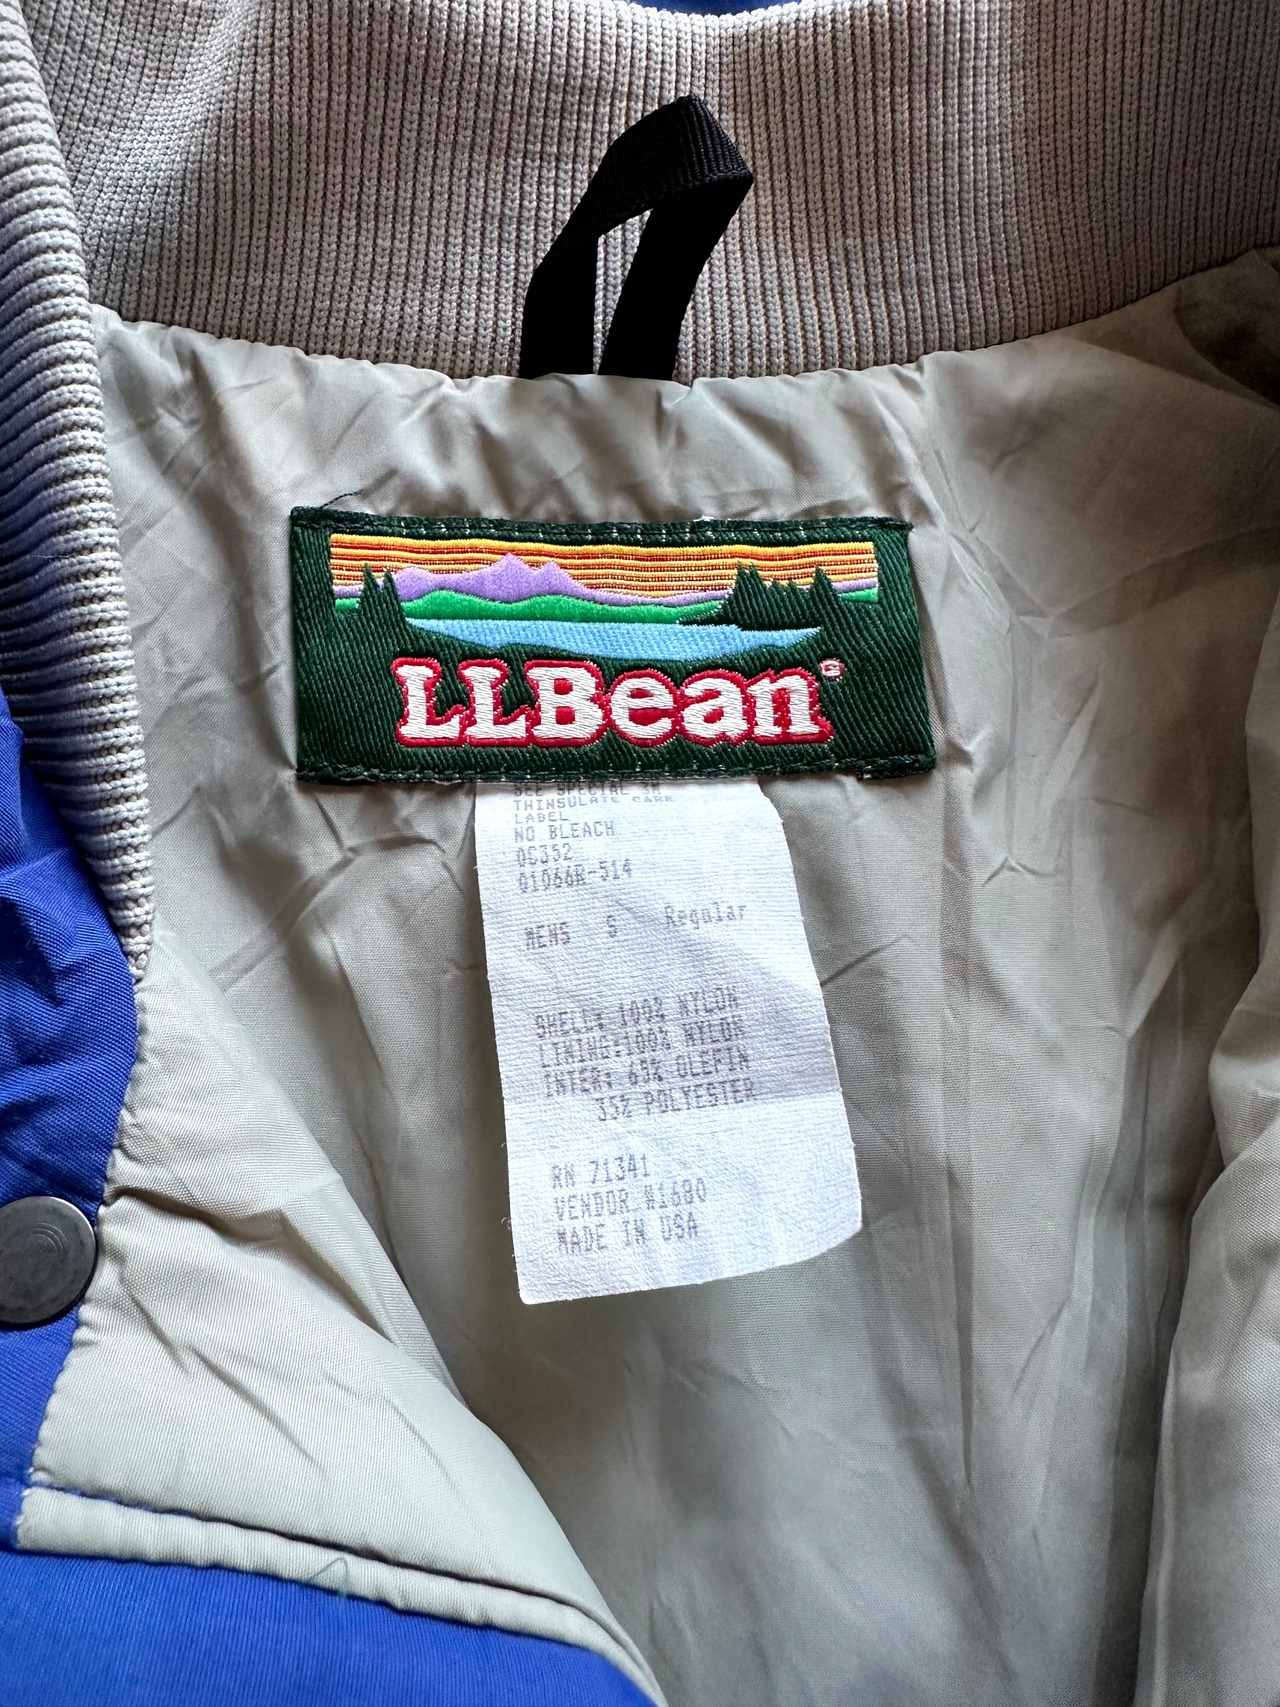 LLBean®
SEE SPECIAL 3M
THINSULATE CARE
LABEL
NO BLEACH
0C352
01066R-514
MENS S Regular
SHELL: 100% NYLON
LINING:100% NYLON
INTER: 65% OLEFIN
35% POLYESTER
RN 71341
VENDOR #1680
MADE IN USA